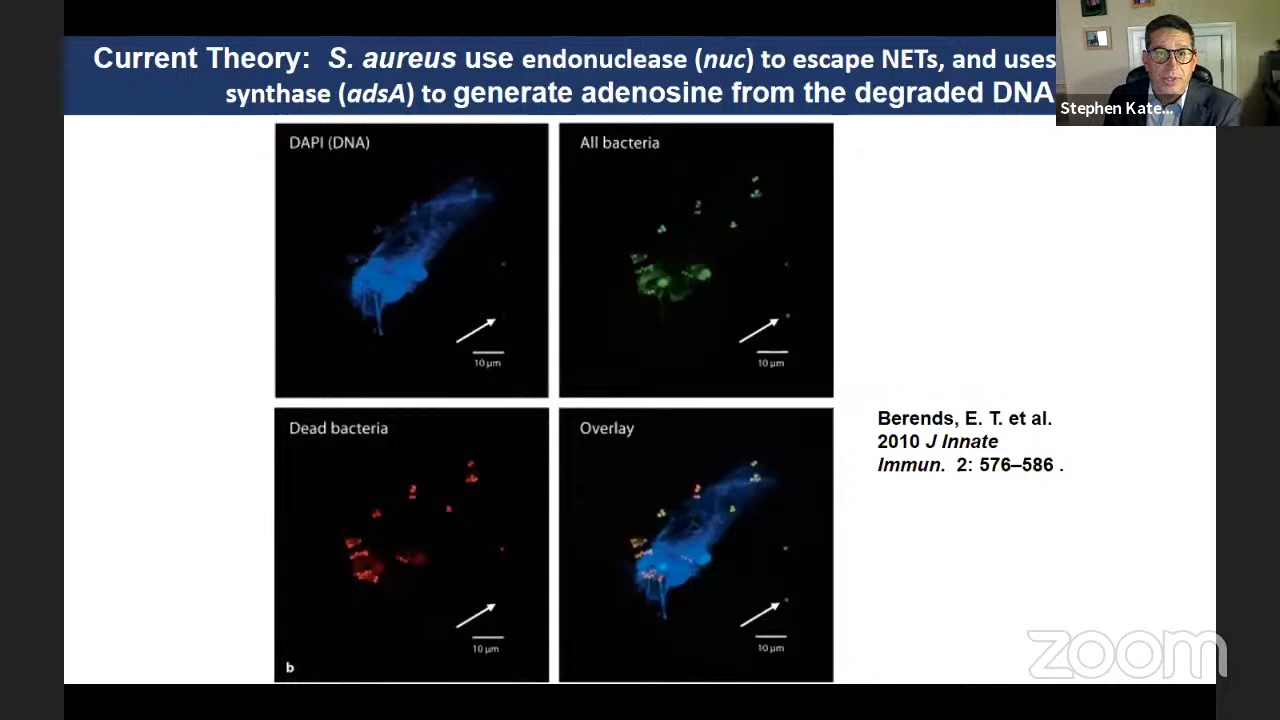 Current Theory: S. aureus use endonuclease (nuc) to escape NETs, and uses
synthase (adsA) to generate adenosine from the degraded DNA
Stephen Kate...
DAPI (DNA)
All bacteria
10 µm
10 µm
Dead bacteria
Overlay
10 µm
10 µm
b
Berends, E. T. et al.
2010 J Innate
Immun. 2: 576–586 .
zoom